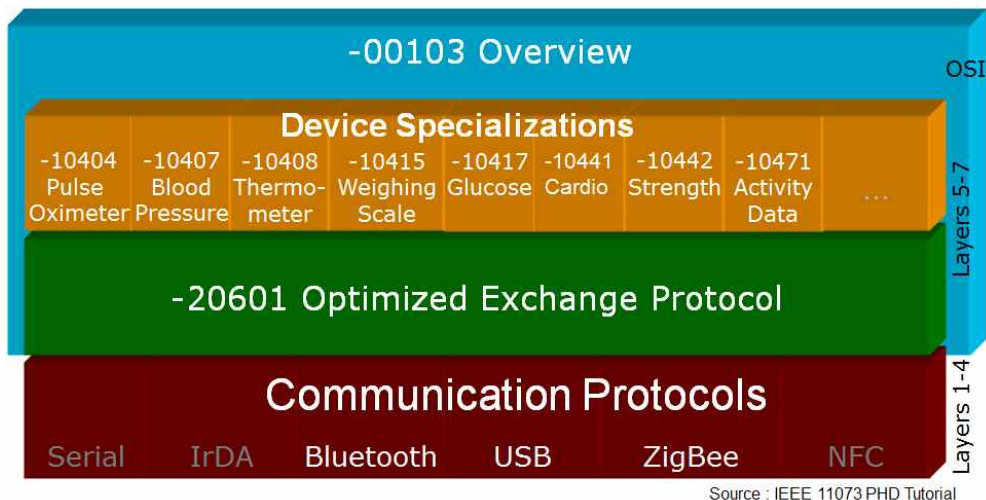 -00103 Overview
OSI
Device Specializations
-10404
Pulse
Oximeter
-10407
Blood
Pressure
-10408
Thermo-
meter
-10415
Weighing
Scale
-10417
Glucose
-10441
Cardio
-10442
Strength
-10471
Activity
Data
...
Layers 5-7
-20601 Optimized Exchange Protocol
Communication Protocols
Serial
IrDA
Bluetooth
USB
ZigBee
NFC
Layers 1-4
Source : IEEE 11073 PHD Tutorial